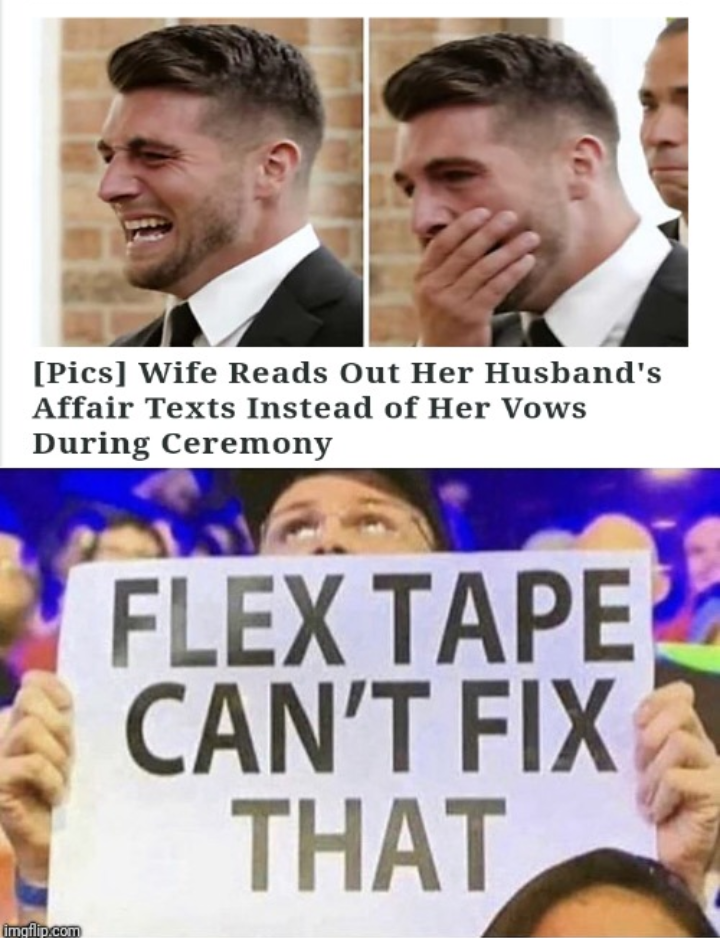 [Pics] Wife Reads Out Her Husband's
Affair Texts Instead of Her Vows
During Ceremony
FLEX TAPE
CAN'T FIX
THAT
imgflip.com